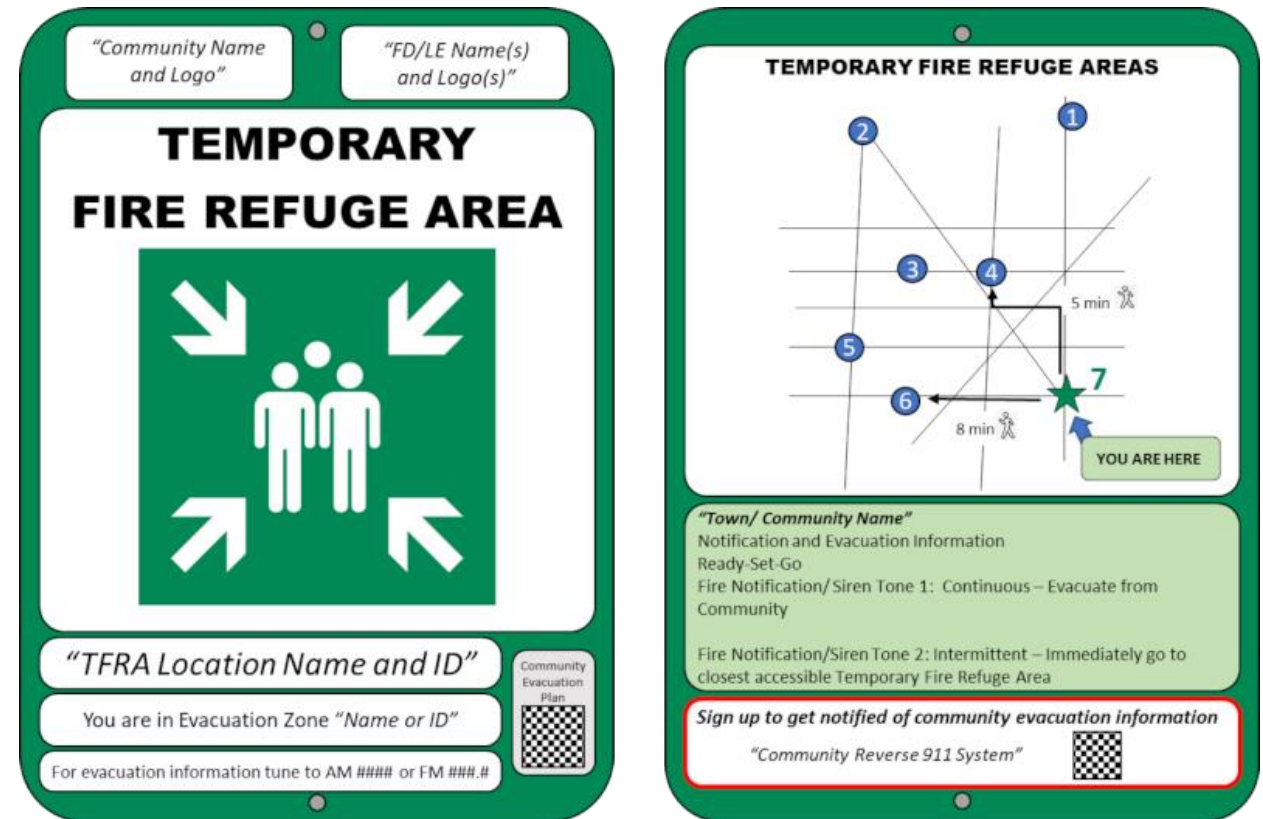 “Community Name
and Logo”
“FD/LE Name(s)
and Logo(s)”
TEMPORARY
FIRE REFUGE AREA
“TFRA Location Name and ID”
You are in Evacuation Zone “Name or ID”
For evacuation information tune to AM #### or FM ###.#
Community
Evacuation
Plan
TEMPORARY FIRE REFUGE AREAS
1
2
3
4
5 min
5
7
6
8 min
YOU ARE HERE
“Town/ Community Name”
Notification and Evacuation Information
Ready-Set-Go
Fire Notification/ Siren Tone 1: Continuous – Evacuate from
Community
Fire Notification/Siren Tone 2: Intermittent – Immediately go to
closest accessible Temporary Fire Refuge Area
Sign up to get notified of community evacuation information
“Community Reverse 911 System”